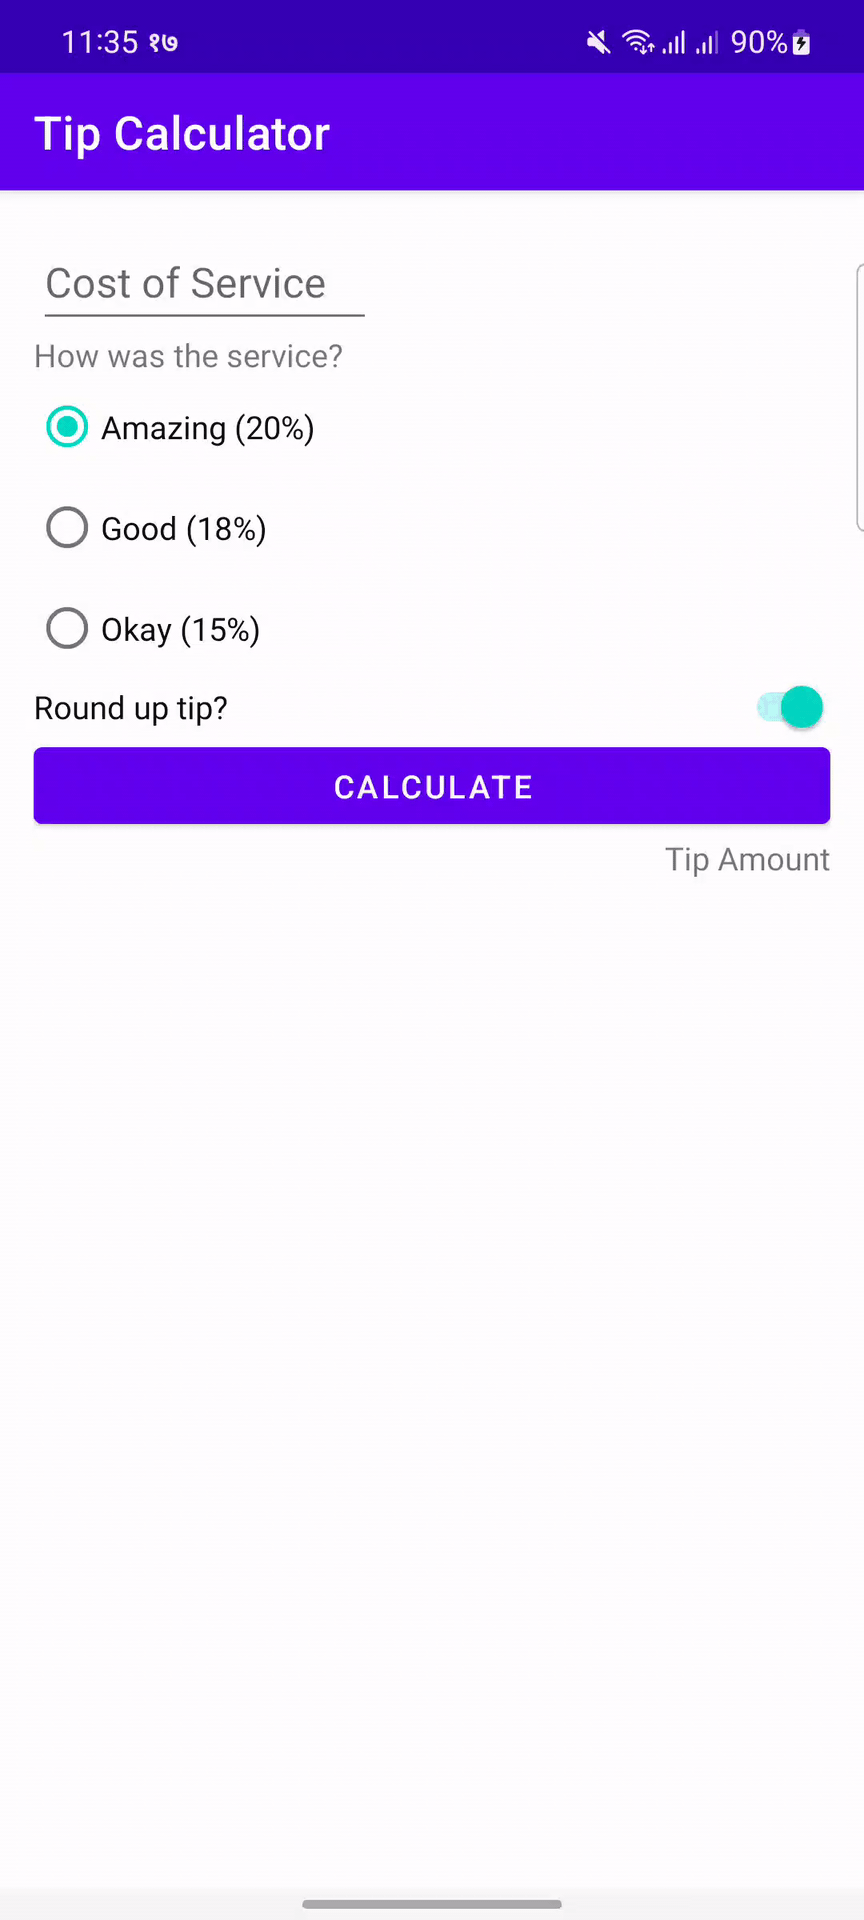 11:35 १७ 90%
Tip Calculator
Cost of Service
How was the service?
Amazing (20%)
Good (18%)
Okay (15%)
Round up tip?
CALCULATE
Tip Amount